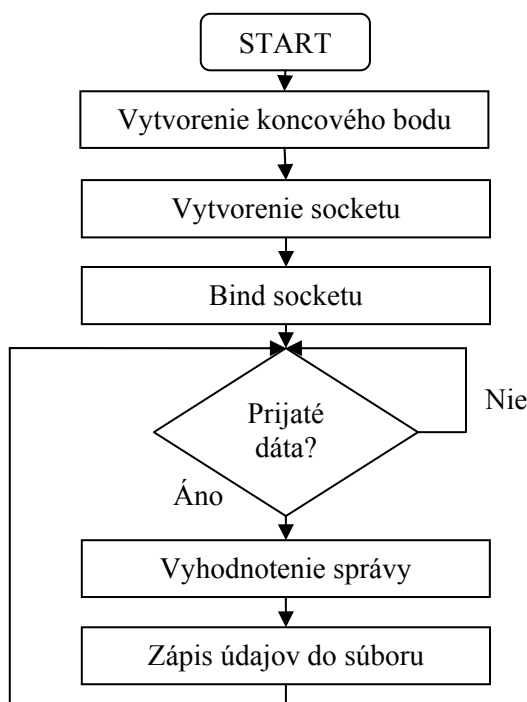 START
Vytvorenie koncového bodu
Vytvorenie socketu
Bind socketu
Prijaté
dáta?
Nie
Áno
Vyhodnotenie správy
Zápis údajov do súboru